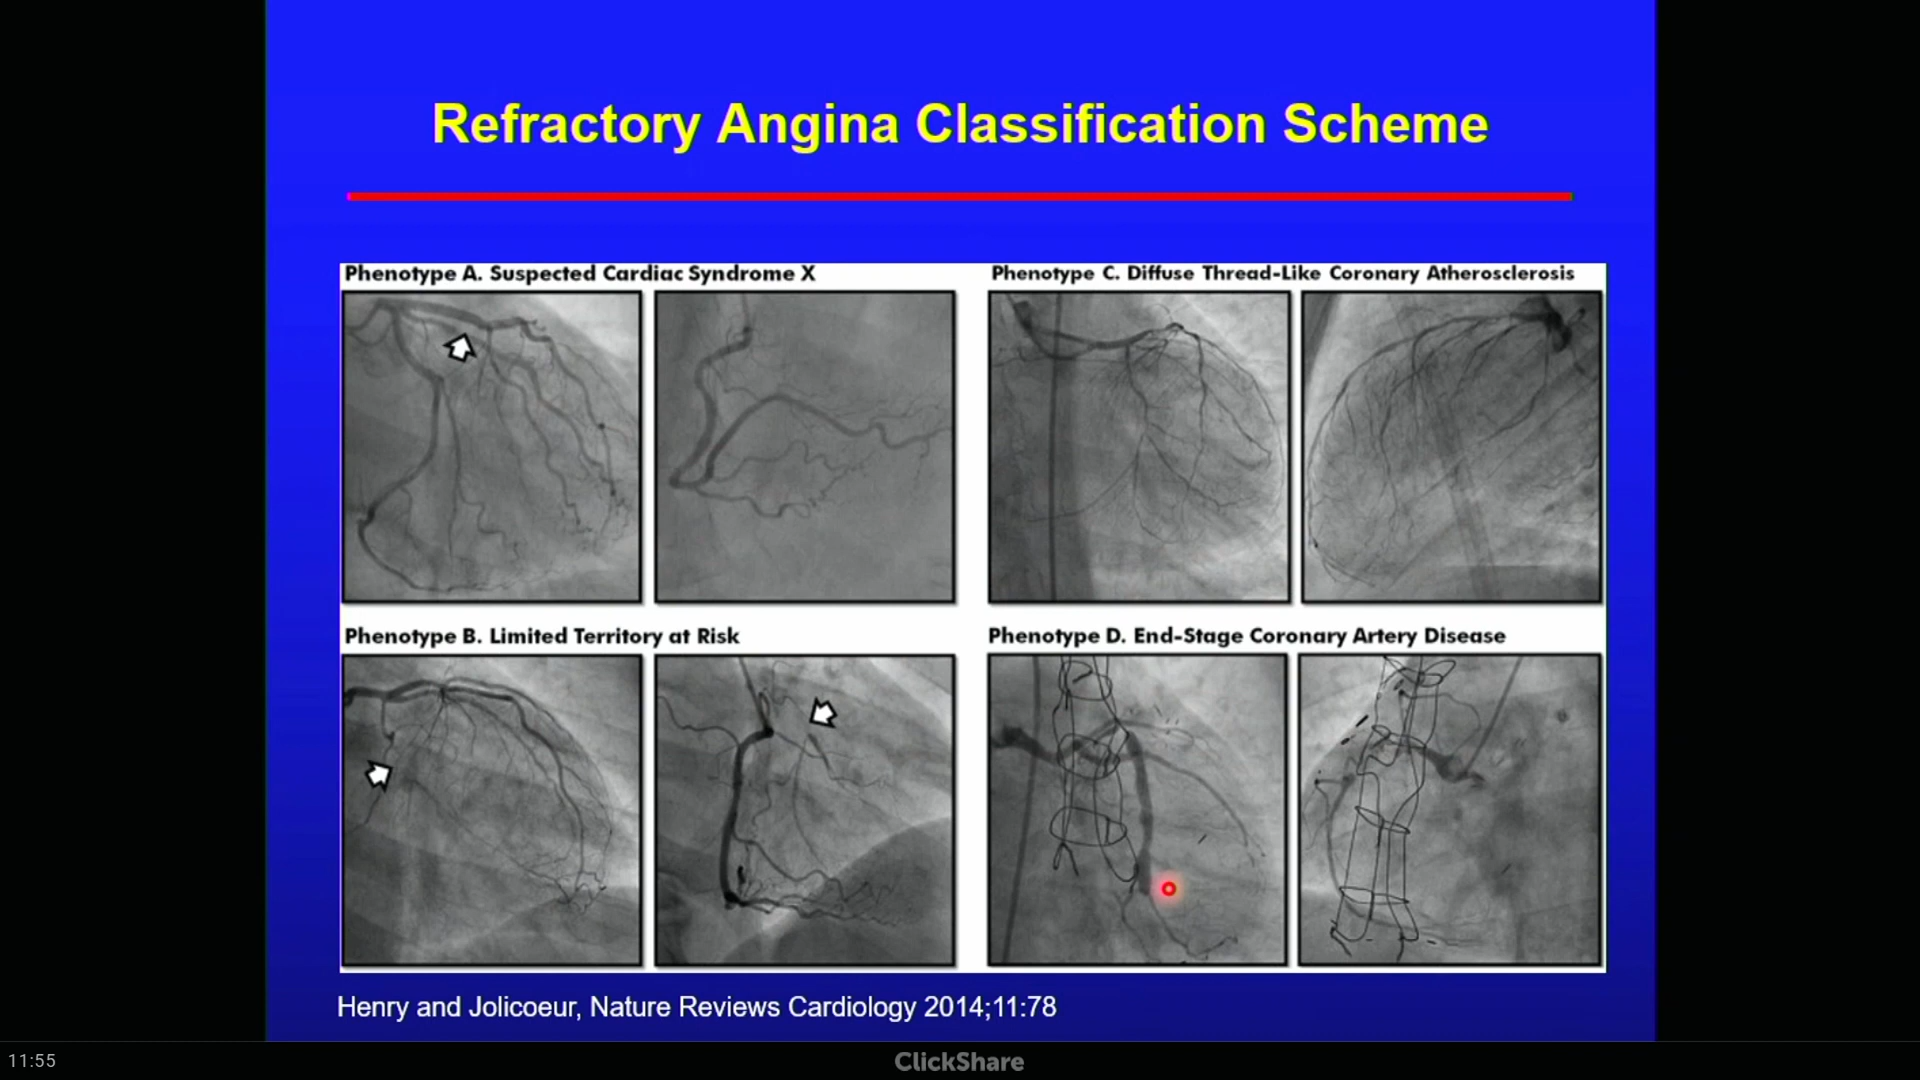 Refractory Angina Classification Scheme
Phenotype A. Suspected Cardiac Syndrome X
Phenotype C. Diffuse Thread-Like Coronary Atherosclerosis
Phenotype B. Limited Territory at Risk
Phenotype D. End-Stage Coronary Artery Disease
Henry and Jolicoeur, Nature Reviews Cardiology 2014;11:78
11:55
ClickShare